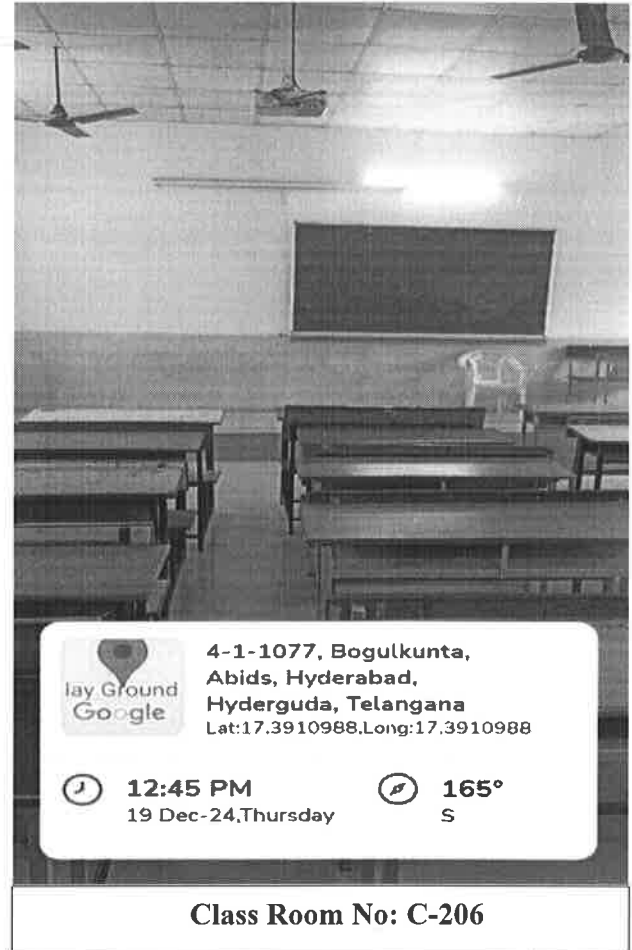 lay Ground
Google
4-1-1077, Bogulkunta,
Abids, Hyderabad,
Hyderguda, Telangana
Lat:17.3910988,Long:17.3910988
12:45 PM
19 Dec-24,Thursday
165°
S
Class Room No: C-206